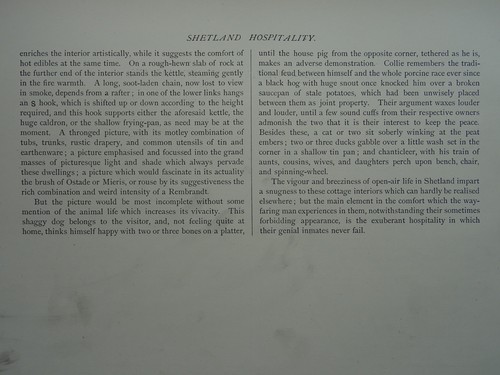 SHETLAND HOSPITALITY.
enriches the interior artistically, while it suggests the comfort of
hot edibles at the same time. On a rough-hewn slab of rock at
the further end of the interior stands the kettle, steaming gently
in the fire warmth. A long, soot-laden chain, now lost to view
in smoke, depends from a rafter; in one of the lower links hangs
an S hook, which is shifted up or down according to the height
required, and this hook supports either the aforesaid kettle, the
huge caldron, or the shallow frying-pan, as need may be at the
moment. A thronged picture, with its motley combination of
tubs, trunks, rustic drapery, and common utensils of tin and
earthenware; a picture emphasised and focussed into the grand
masses of picturesque light and shade which always pervade
these dwellings; a picture which would fascinate in its actuality
the brush of Ostade or Mieris, or rouse by its suggestiveness the
rich combination and weird intensity of a Rembrandt.
But the picture would be most incomplete without some
mention of the animal life which increases its vivacity. This
shaggy dog belongs to the visitor, and, not feeling quite at
home, thinks himself happy with two or three bones on a platter,
until the house pig from the opposite corner, tethered as he is,
makes an adverse demonstration. Collie remembers the tradi-
tional feud between himself and the whole porcine race ever since
a black hog with huge snout once knocked him over a broken
saucepan of stale potatoes, which had been unwisely placed
between them as joint property. Their argument waxes louder
and louder, until a few sound cuffs from their respective owners
admonish the two that it is their interest to keep the peace.
Besides these, a cat or two sit soberly winking at the peat
embers; two or three ducks gabble over a little wash set in the
corner in a shallow tin pan; and chanticleer, with his train of
aunts, cousins, wives, and daughters perch upon bench, chair,
and spinning-wheel.
The vigour and breeziness of open-air life in Shetland impart
a snugness to these cottage interiors which can hardly be realised
elsewhere; but the main element in the comfort which the way-
faring man experiences in them, notwithstanding their sometimes
forbidding appearance, is the exuberant hospitality in which
their genial inmates never fail.